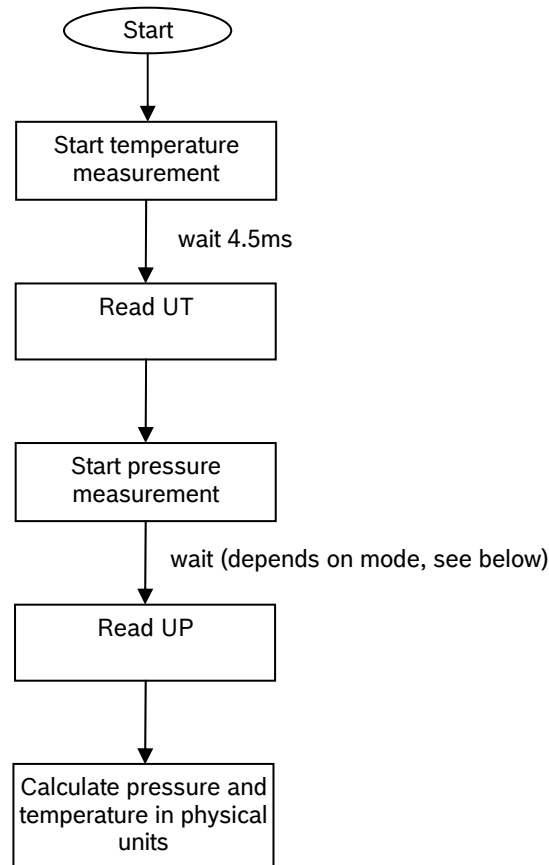 Start
Start temperature
measurement
wait 4.5ms
Read UT
Start pressure
measurement
wait (depends on mode, see below)
Read UP
Calculate pressure and
temperature in physical
units